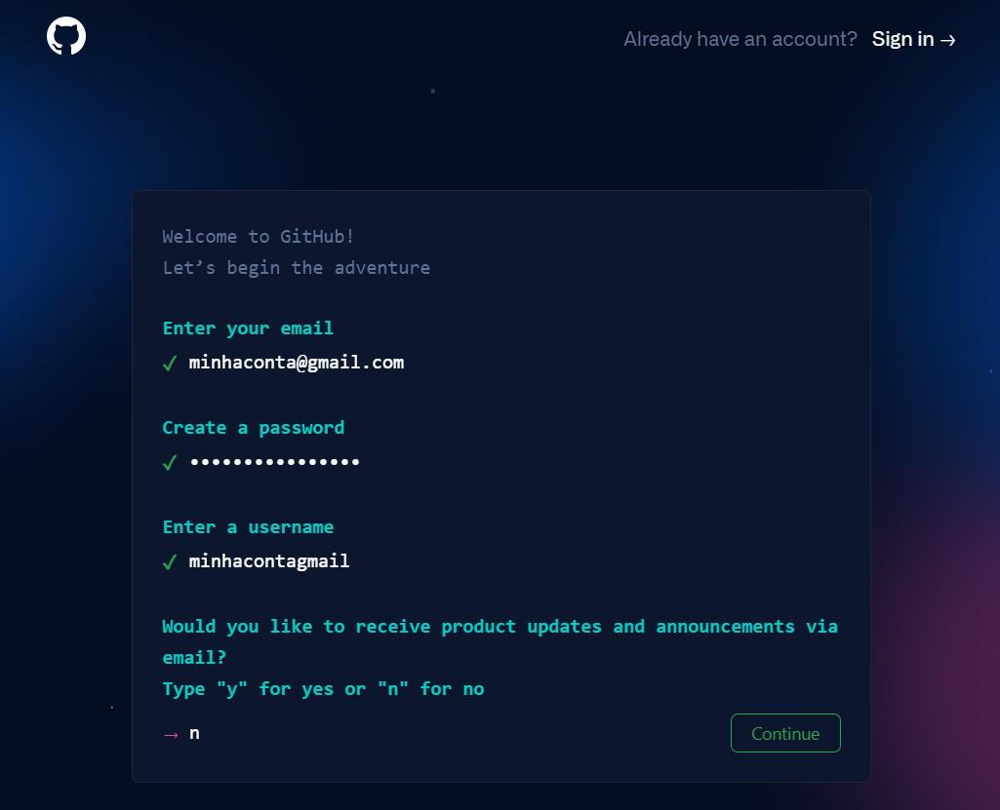 Already have an account? Sign in →
Welcome to GitHub!
Let’s begin the adventure
Enter your email
✓ minhaconta@gmail.com
Create a password
✓ ••••••••••••••••
Enter a username
✓ minhacontagmail
Would you like to receive product updates and announcements via
email?
Type "y" for yes or "n" for no
→ n
Continue